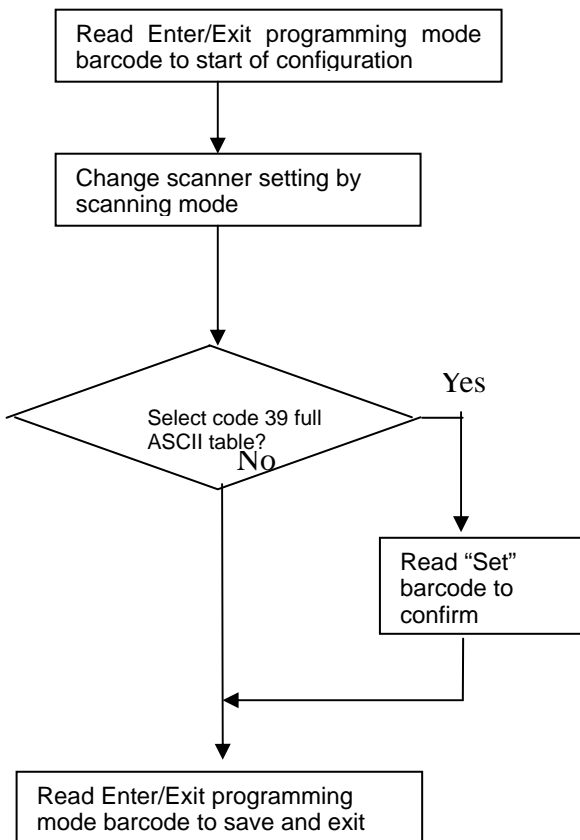 Read Enter/Exit programming mode
barcode to start of configuration
Change scanner setting by
scanning mode
Yes
Select code 39 full
ASCII table?
No
Read “Set”
barcode to
confirm
Read Enter/Exit programming
mode barcode to save and exit